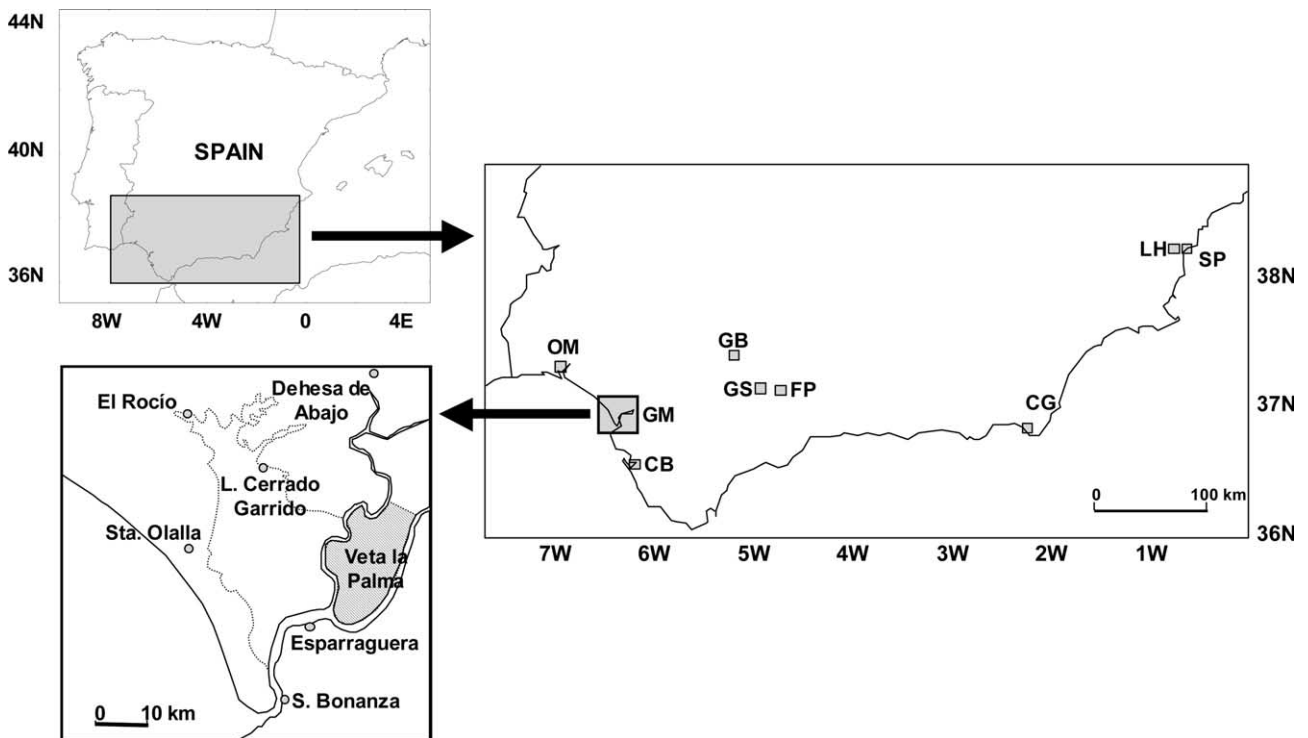 44N
40N
36N
SPAIN
8W
4W
0
4E
LH
SP
38N
OM
GB
GS
FP
37N
GM
CG
CB
0
100 km
36N
7W
6W
5W
4W
3W
2W
1W
Dehesa de
Abajo
El Rocío
L. Cerrado
Garrido
Sta. Olalla
Veta la
Palma
Esparraguera
S. Bonanza
0
10 km